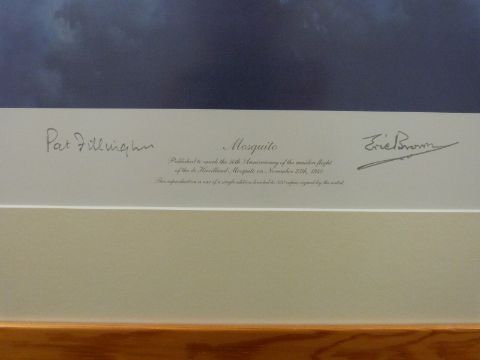 Mosquito
Pat Fillingham
Eric Brown
Published to mark the 50th Anniversary of the maiden flight
of the de Havilland Mosquito on November 25th, 1940
This reproduction is one of a single edition limited to 850 copies signed by the artist